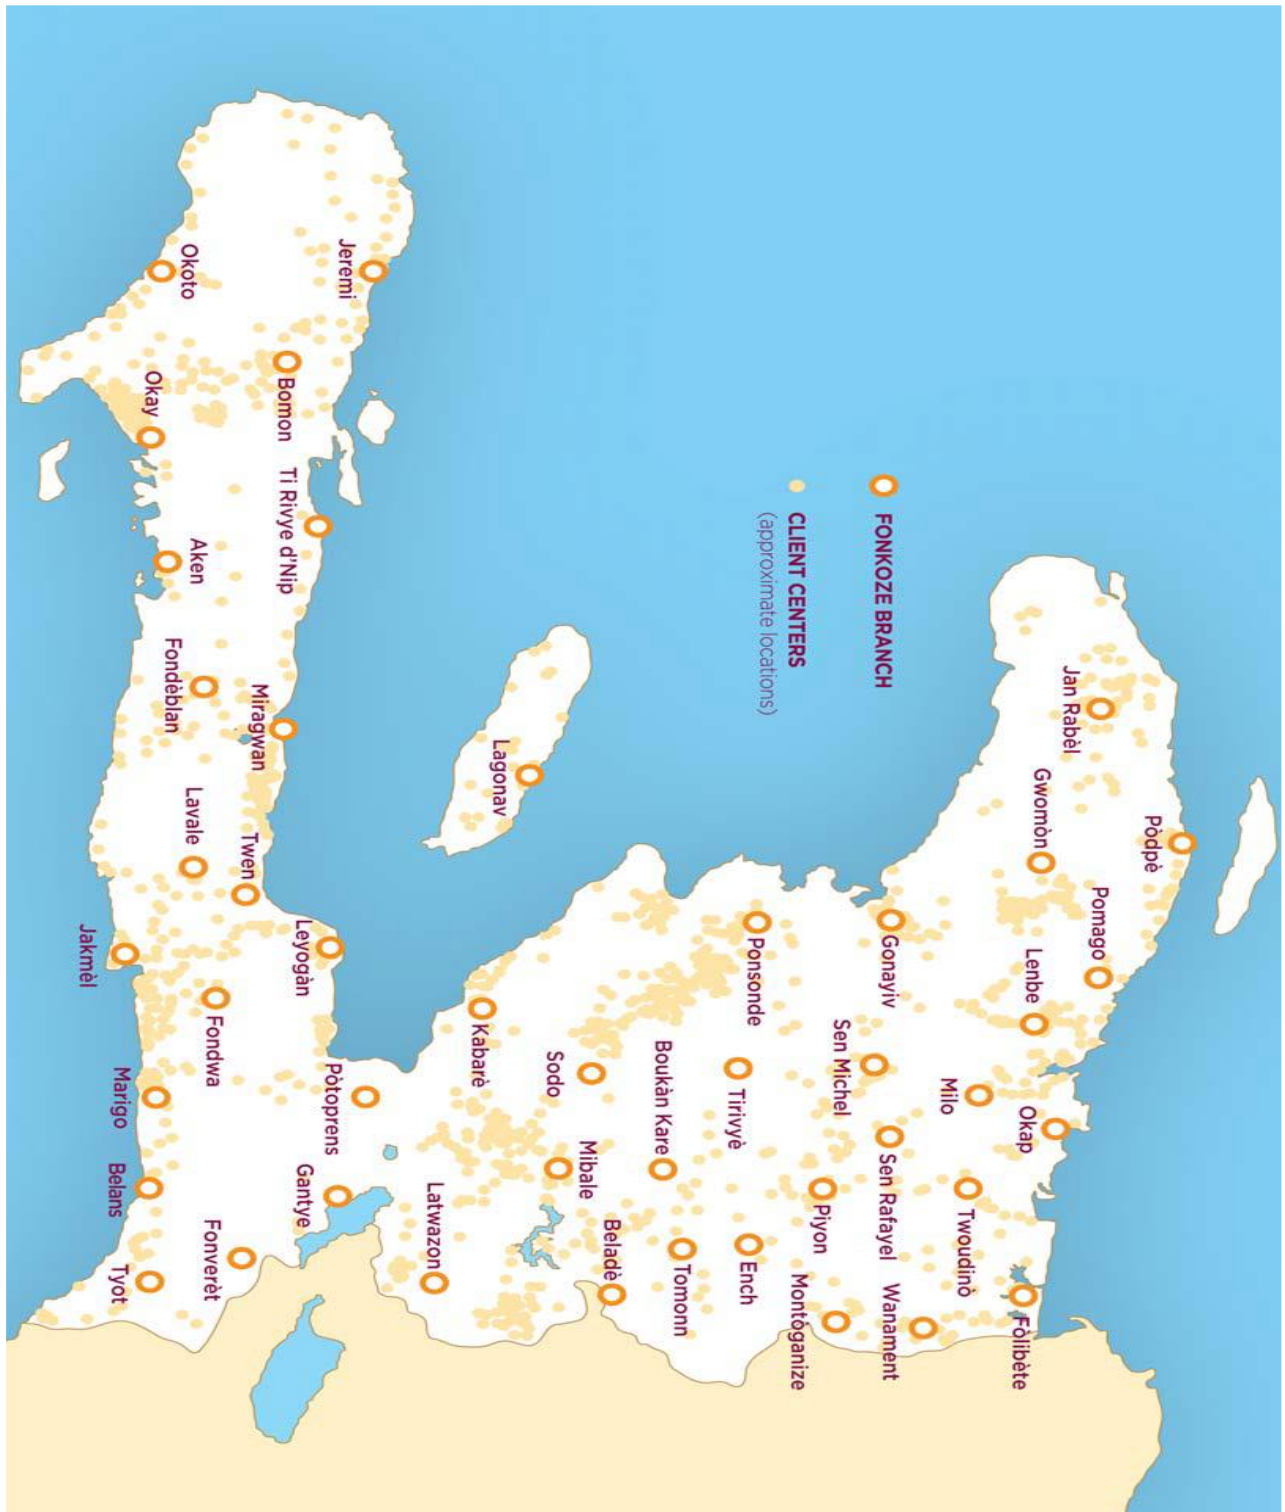 Pòdpè
Pomago
Jan Rabèl
Gwomòn
Lenbe
Okap
Fòlibète
Twoudinò
Milo
FONKOZE BRANCH
Gonayiv
Sen Rafayel
Wanament
Sen Michel
Piyon
CLIENT CENTERS
(approximate locations)
Montòganize
Ponsonde
Tirivyè
Ench
Boukàn Kare
Tomonn
Beladè
Mibale
Sodo
Lagonav
Kabarè
Latwazon
Jeremi
Pòtoprens
Leyogàn
Gantye
Ti Rivye d'Nip
Bomon
Miragwan
Twen
Fondwa
Fonverèt
Okoto
Aken
Lavale
Fondèblan
Okay
Marigo
Belans
Tyot
Jakmèl